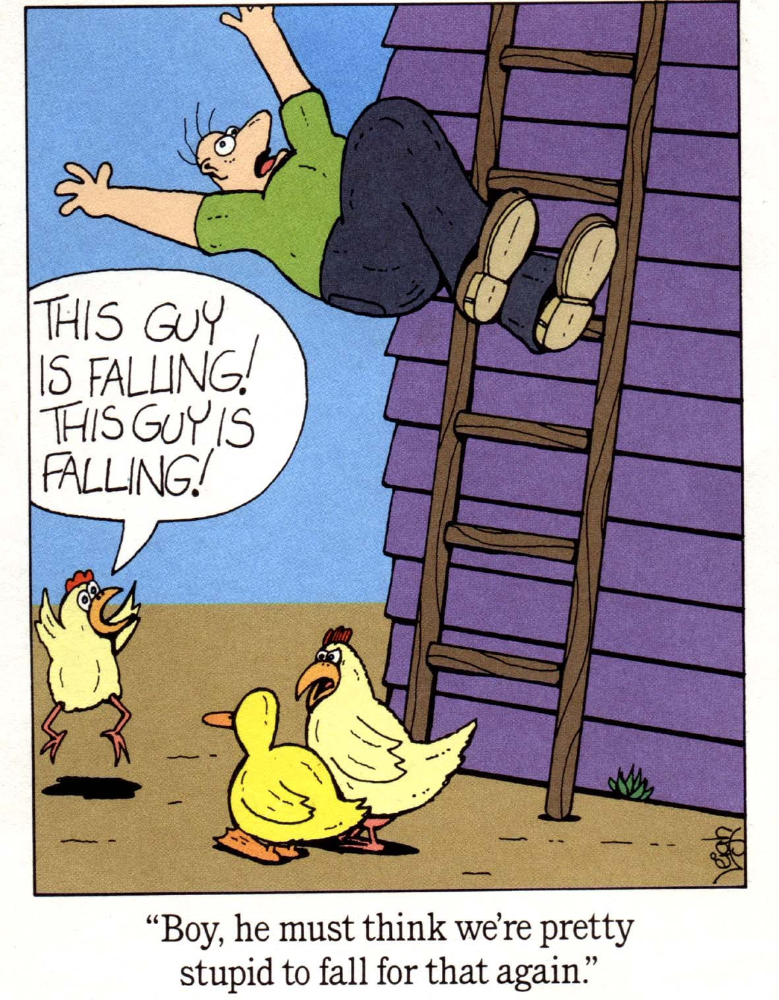 THIS GUY
IS FALLING!
THIS GUY IS
FALLING!
“Boy, he must think we’re pretty
stupid to fall for that again.”